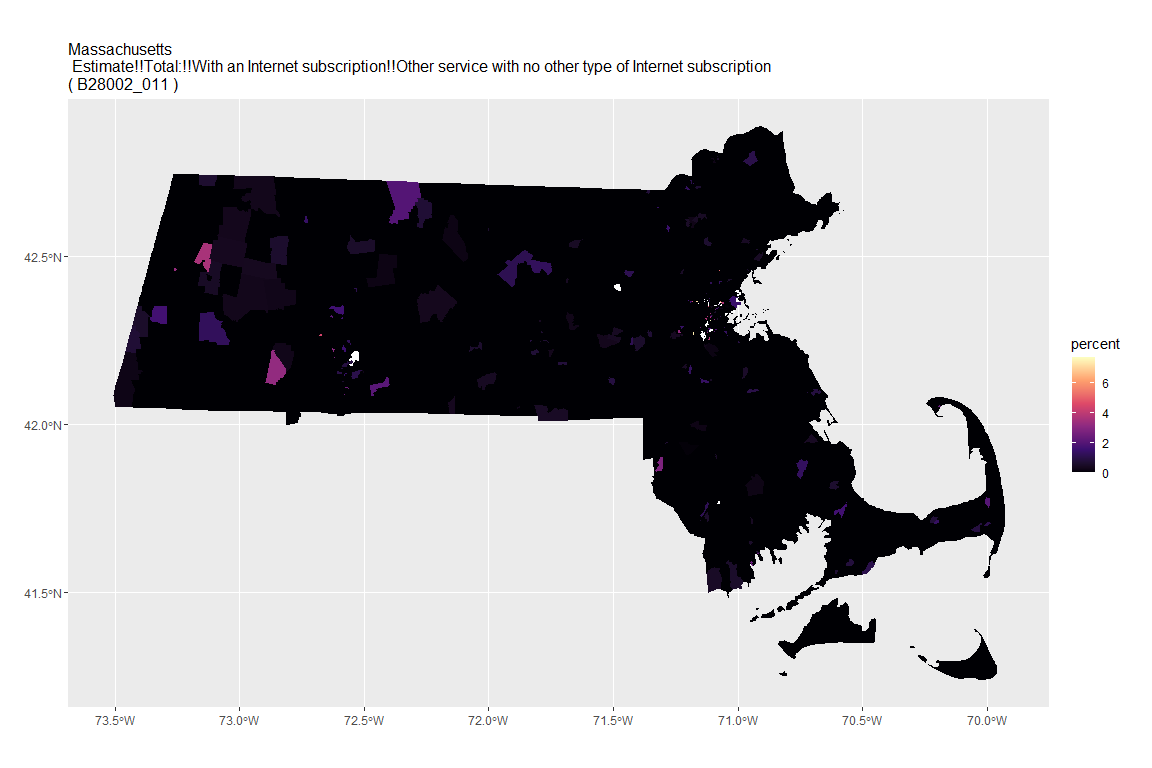 Massachusetts
Estimate!!Total:!!With an Internet subscription!!Other service with no other type of Internet subscription
( B28002_011 )
42.5°N
42.0°N
41.5°N
73.5°W 73.0°W 72.5°W 72.0°W 71.5°W 71.0°W 70.5°W 70.0°W
percent
6
4
2
0